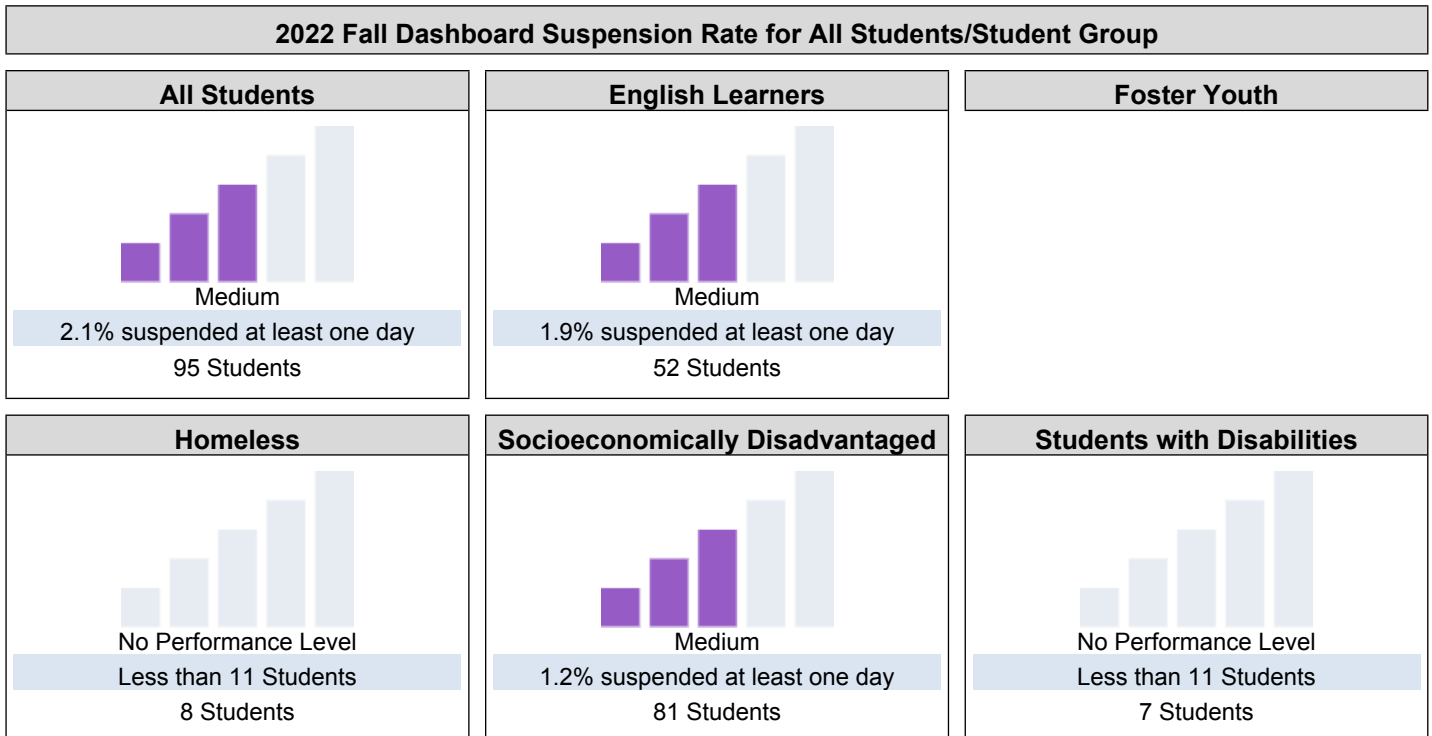 2022 Fall Dashboard Suspension Rate for All Students/Student Group
All Students
Medium
2.1% suspended at least one day
95 Students
English Learners
Medium
1.9% suspended at least one day
52 Students
Foster Youth
Homeless
No Performance Level
Less than 11 Students
8 Students
Socioeconomically Disadvantaged
Medium
1.2% suspended at least one day
81 Students
Students with Disabilities
No Performance Level
Less than 11 Students
7 Students